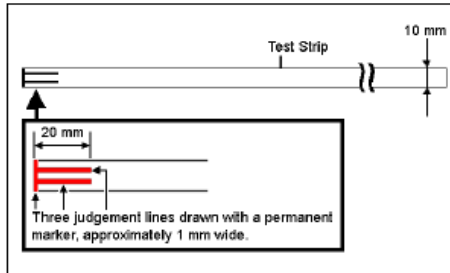 Test Strip
10 mm
20 mm
Three judgement lines drawn with a permanent
marker, approximately 1 mm wide.